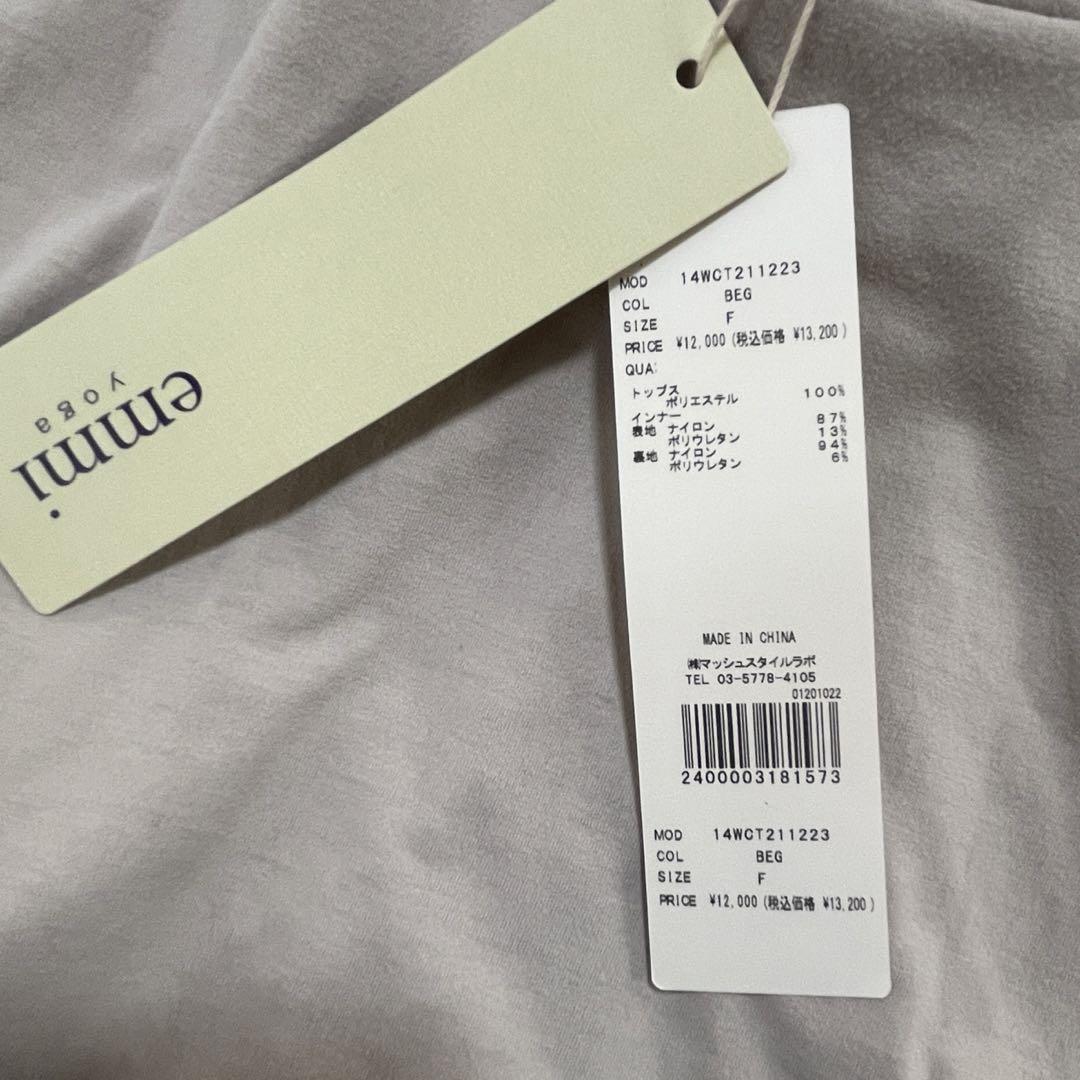 emmi
yoga
MOD 14WCT211223
COL BEG
SIZE F
PRICE ¥12,000(税込価格 ¥13,200)
QUA:
トップス
ポリエステル 100%
インナー
表地 ナイロン 87%
ポリウレタン 13%
裏地 ナイロン 94%
ポリウレタン 6%
MADE IN CHINA
㈱マッシュスタイルラボ
TEL 03-5778-4105
01201022
2400003181573
MOD 14WCT211223
COL BEG
SIZE F
PRICE ¥12,000(税込価格 ¥13,200)